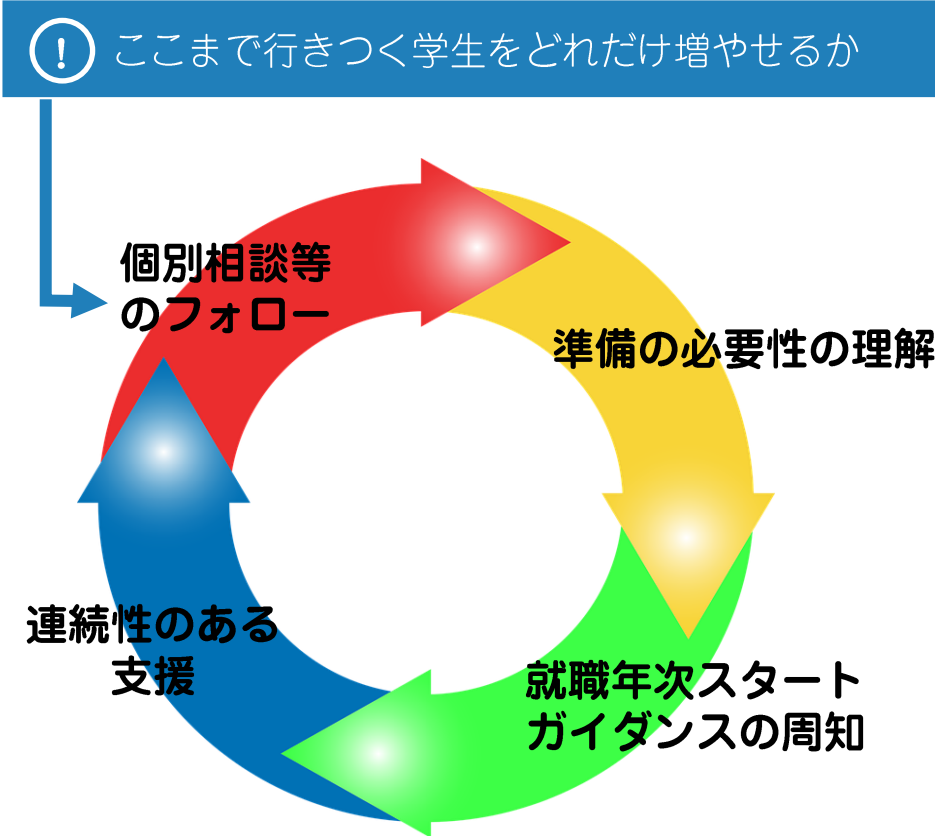 ! ここまで行きつく学生をどれだけ増やせるか
個別相談等
のフォロー
準備の必要性の理解
就職年次スタート
ガイダンスの周知
連続性のある
支援